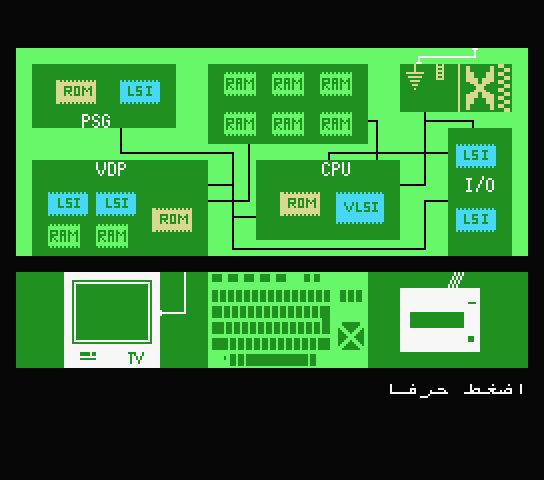 ROM LSI
PSG
RAM RAM RAM
RAM RAM RAM
VDP
LSI LSI
ROM
RAM RAM
CPU
ROM VLSI
LSI
I/O
LSI
TV
اضغط حرفا